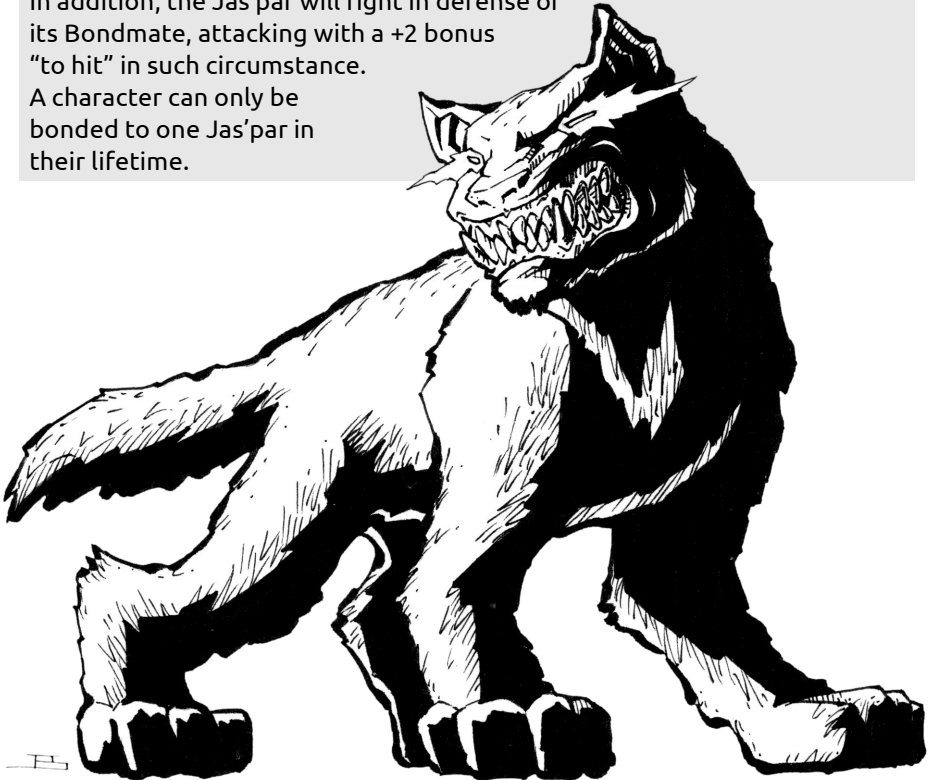 In addition, the Jas'par will fight in defense of
its Bondmate, attacking with a +2 bonus
“to hit” in such circumstance.
A character can only be
bonded to one Jas’par in
their lifetime.